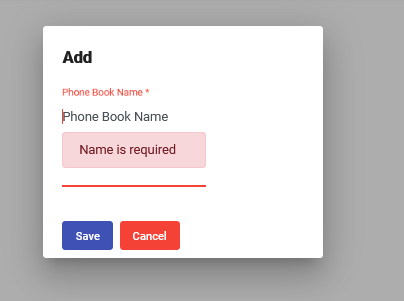 Add
Phone Book Name *
Phone Book Name
Name is required
Save Cancel